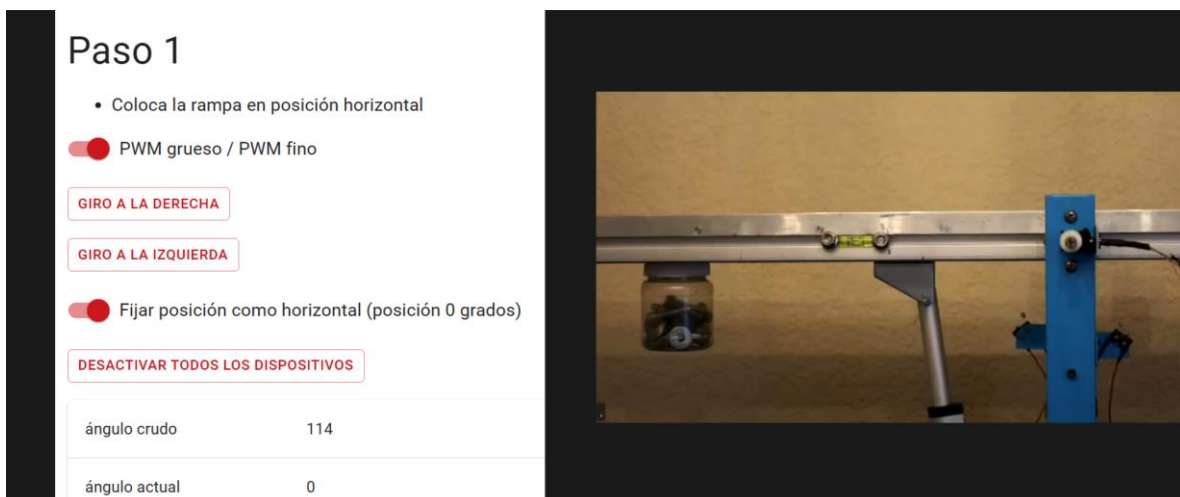 Paso 1
• Coloca la rampa en posición horizontal
PWM grueso / PWM fino
GIRO A LA DERECHA
GIRO A LA IZQUIERDA
Fijar posición como horizontal (posición 0 grados)
DESACTIVAR TODOS LOS DISPOSITIVOS
ángulo crudo 114
ángulo actual 0